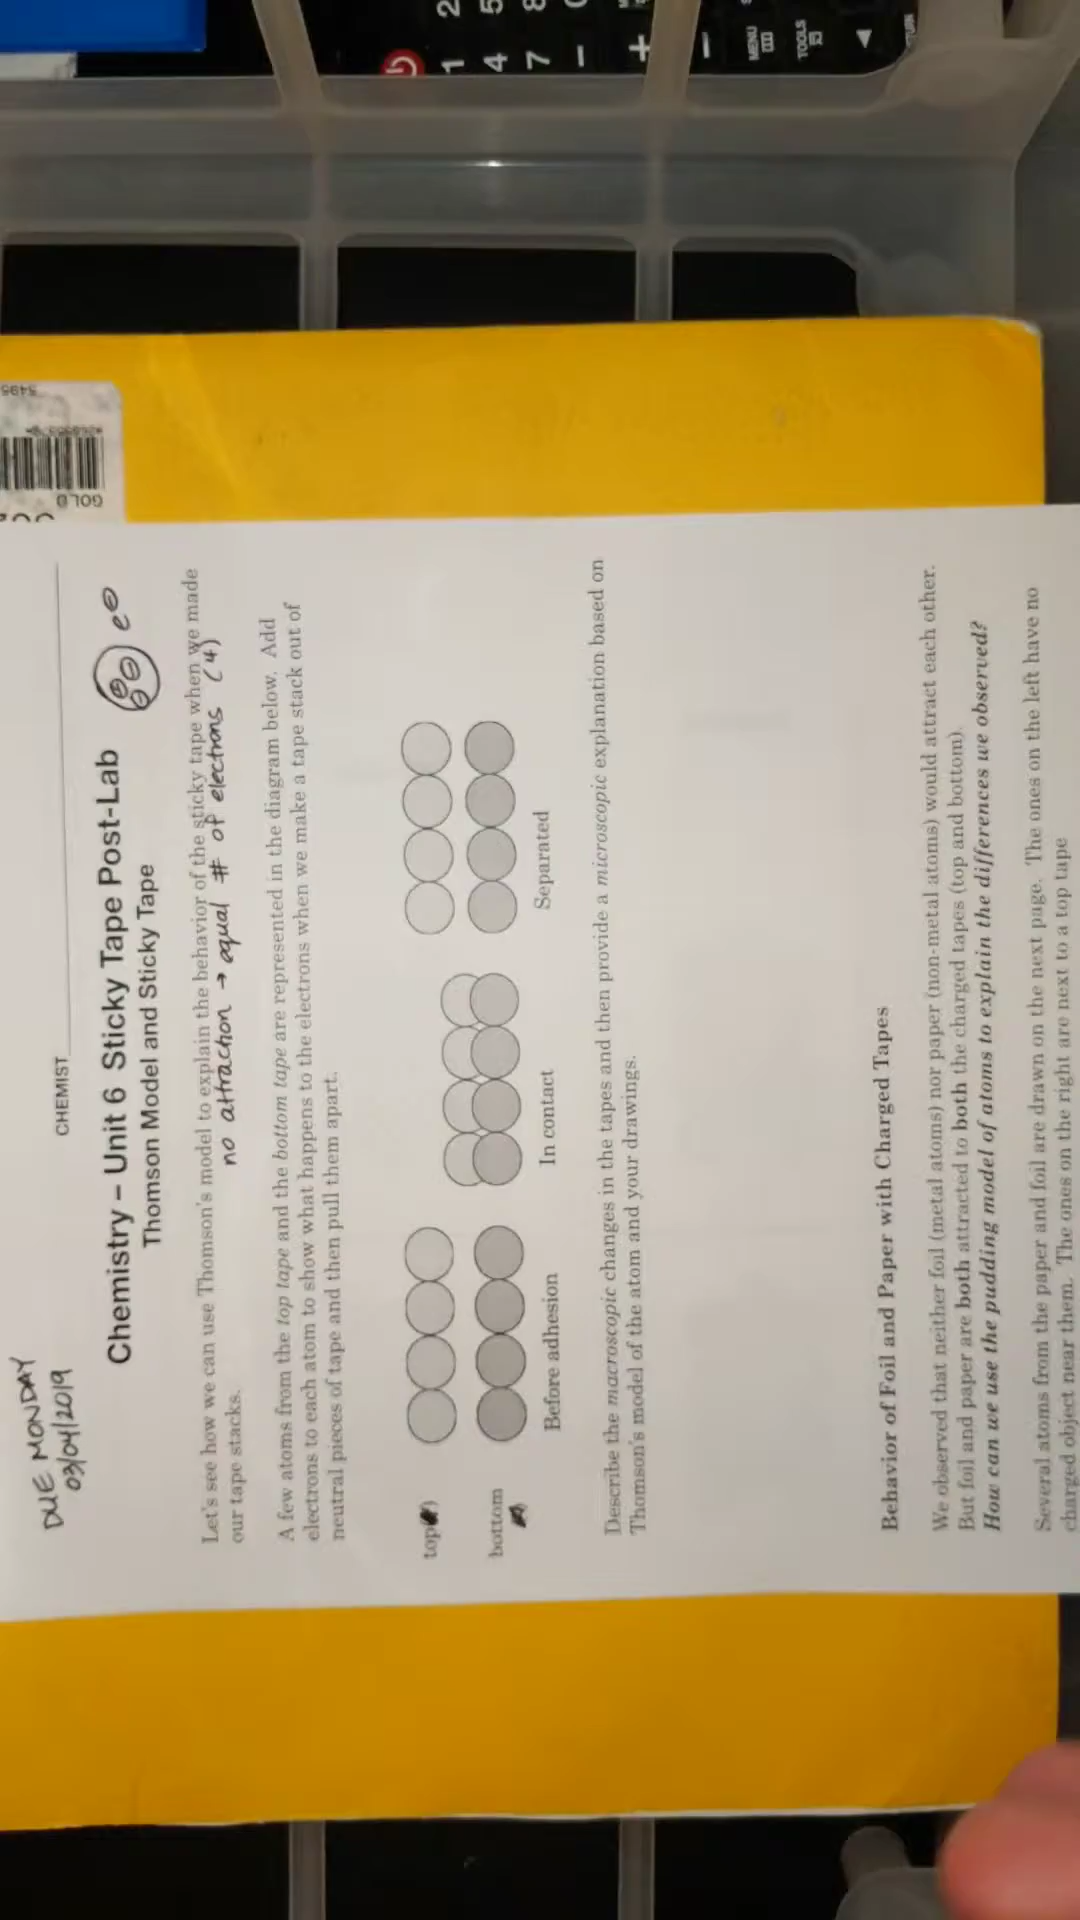 DUE MONDAY
03/04/2019
CHEMIST
Chemistry – Unit 6 Sticky Tape Post-Lab
Thomson Model and Sticky Tape
Let's see how we can use Thomson's model to explain the behavior of the sticky tape when we made
our tape stacks.
no attraction → equal # of electrons (4)
A few atoms from the top tape and the bottom tape are represented in the diagram below. Add
electrons to each atom to show what happens to the electrons when we make a tape stack out of
neutral pieces of tape and then pull them apart.
top
bottom
Before adhesion
In contact
Separated
Describe the macroscopic changes in the tapes and then provide a microscopic explanation based on
Thomson's model of the atom and your drawings.
Behavior of Foil and Paper with Charged Tapes
We observed that neither foil (metal atoms) nor paper (non-metal atoms) would attract each other.
But foil and paper are both attracted to both the charged tapes (top and bottom).
How can we use the pudding model of atoms to explain the differences we observed?
Several atoms from the paper and foil are drawn on the next page. The ones on the left have no
charged object near them. The ones on the right are next to a top tape
GOLD
5495
1 2
4 5
7 8
–
+
–
MENU
TOOLS